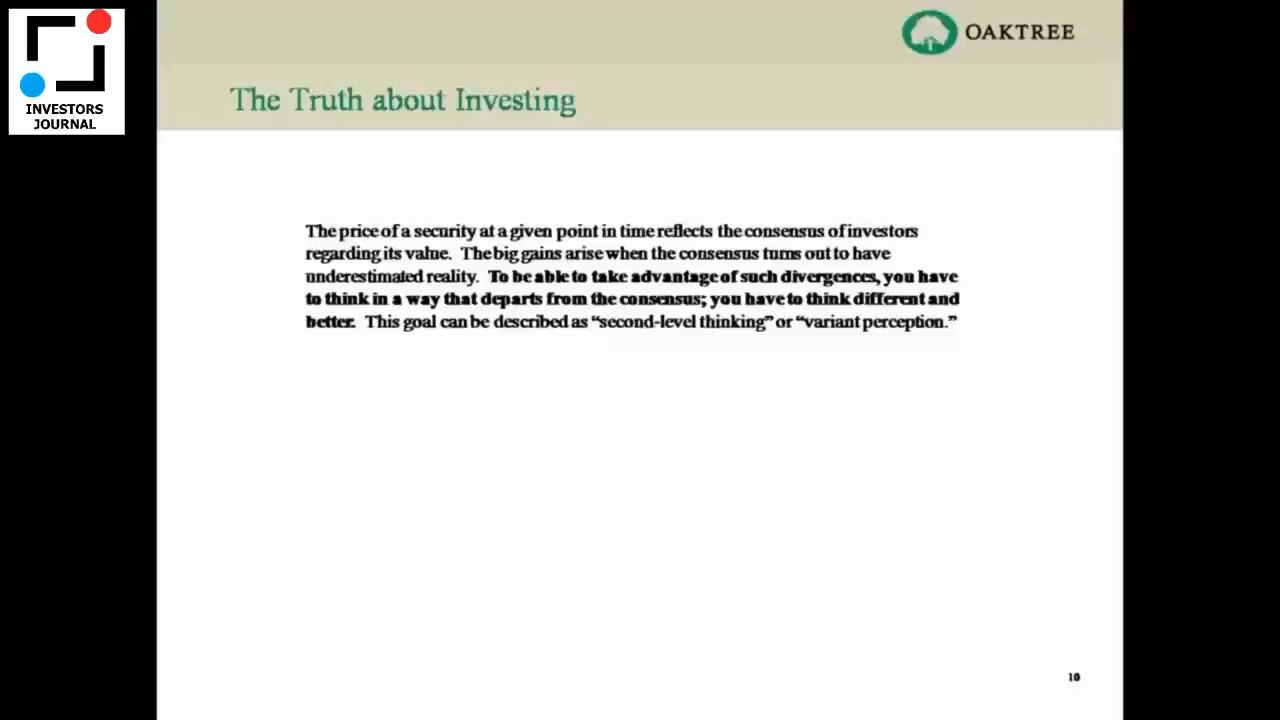 INVESTORS
JOURNAL
OAKTREE
The Truth about Investing
The price of a security at a given point in time reflects the consensus of investors
regarding its value. The big gains arise when the consensus turns out to have
underestimated reality. To be able to take advantage of such divergences, you have
to think in a way that departs from the consensus; you have to think different and
better. This goal can be described as “second-level thinking” or “variant perception.”
10